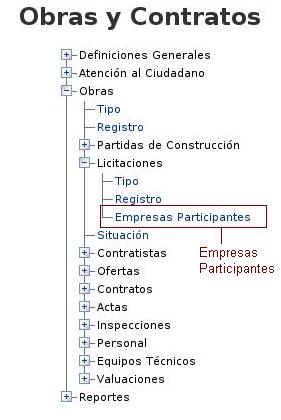 Obras y Contratos
Definiciones Generales
Atención al Ciudadano
Obras
Tipo
Registro
Partidas de Construcción
Licitaciones
Tipo
Registro
Empresas Participantes
Situación
Contratistas
Empresas
Participantes
Ofertas
Contratos
Actas
Inspecciones
Personal
Equipos Técnicos
Valuaciones
Reportes